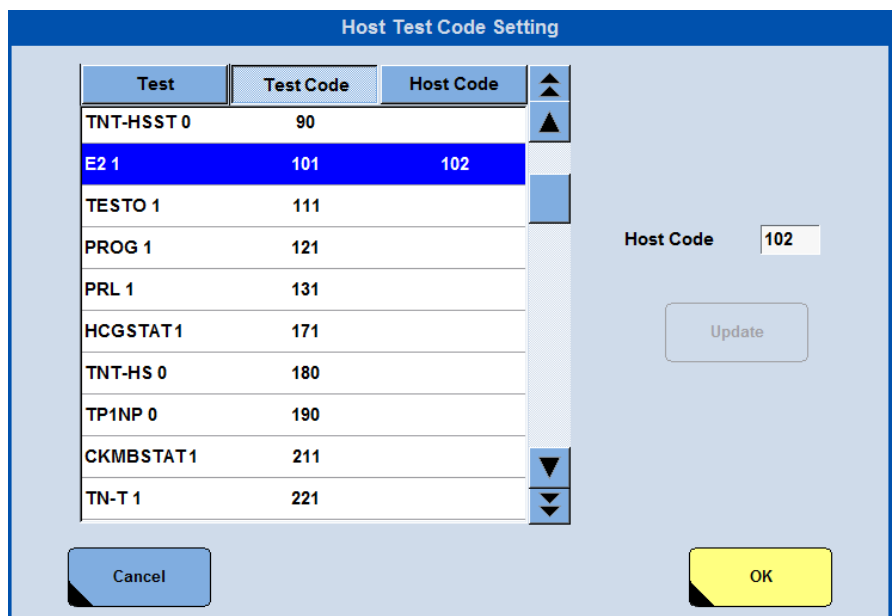 Host Test Code Setting
Test Test Code Host Code
TNT-HSST 0 90
E2 1 101 102
TESTO 1 111
PROG 1 121
Host Code 102
PRL 1 131
HCGSTAT1 171
Update
TNT-HS 0 180
TP1NP 0 190
CKMBSTAT1 211
TN-T 1 221
Cancel OK